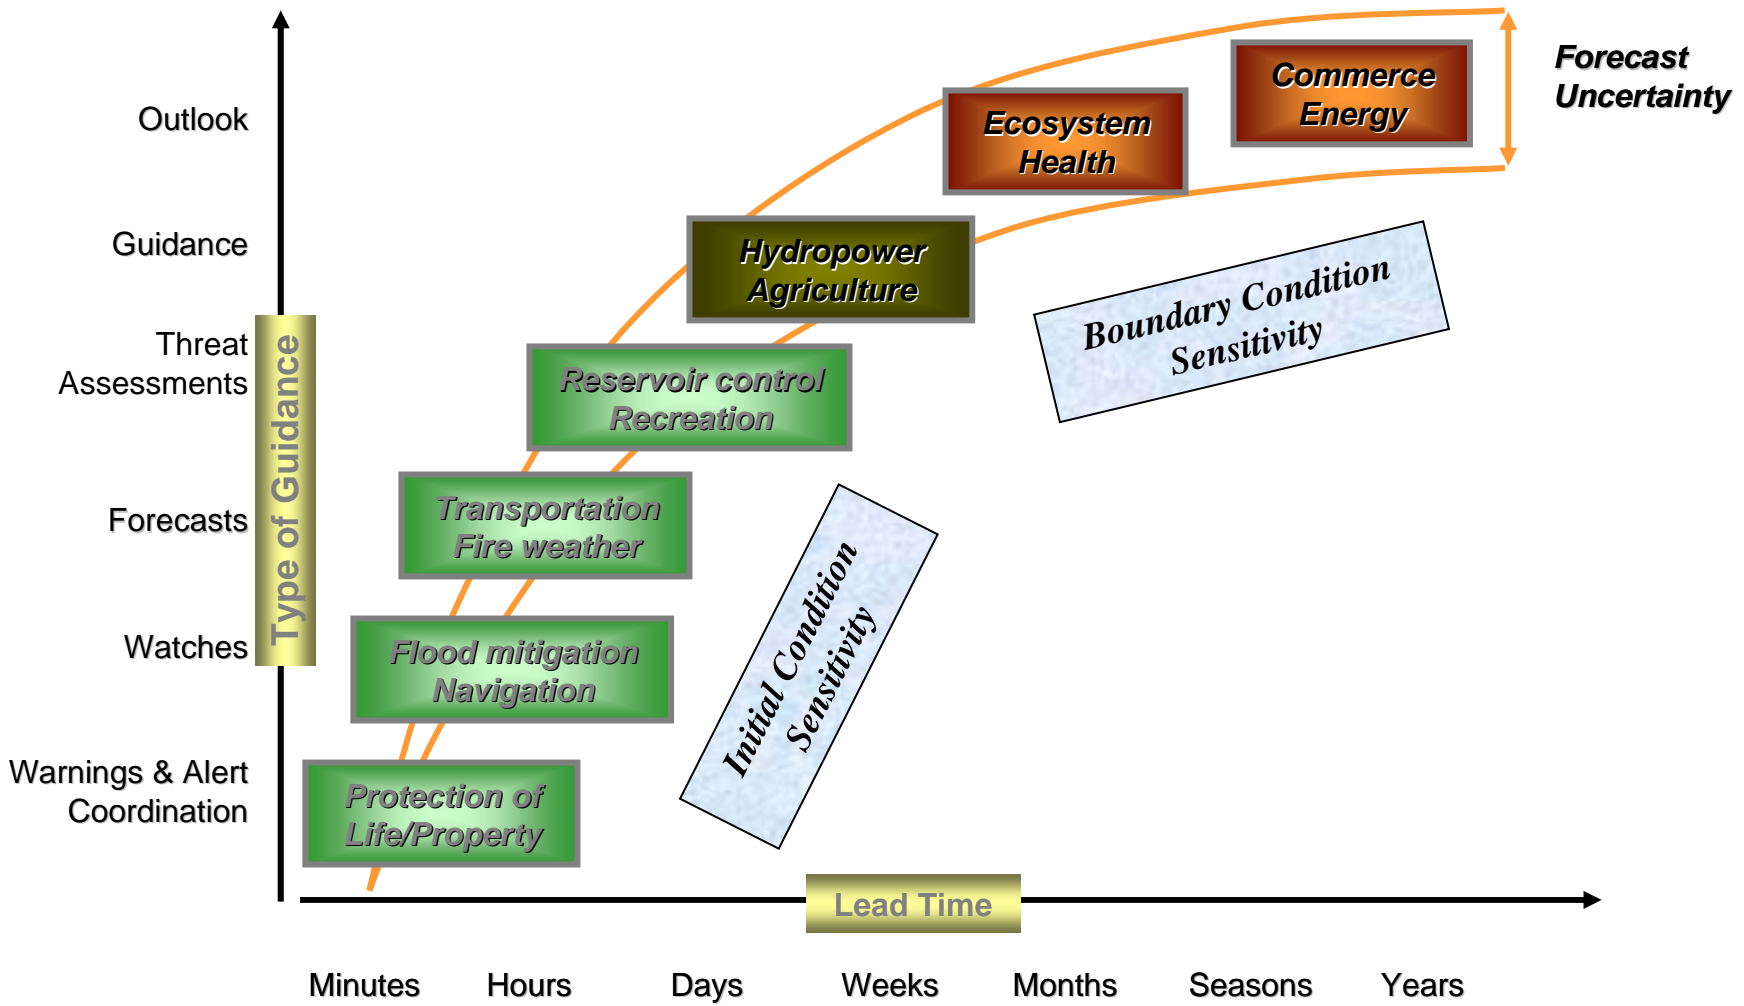 Outlook
Guidance
Threat
Assessments
Forecasts
Watches
Warnings & Alert
Coordination
Type of Guidance
Commerce
Energy
Forecast
Uncertainty
Ecosystem
Health
Hydropower
Agriculture
Boundary Condition
Sensitivity
Reservoir control
Recreation
Transportation
Fire weather
Initial Condition
Sensitivity
Flood mitigation
Navigation
Protection of
Life/Property
Lead Time
Minutes Hours Days Weeks Months Seasons Years